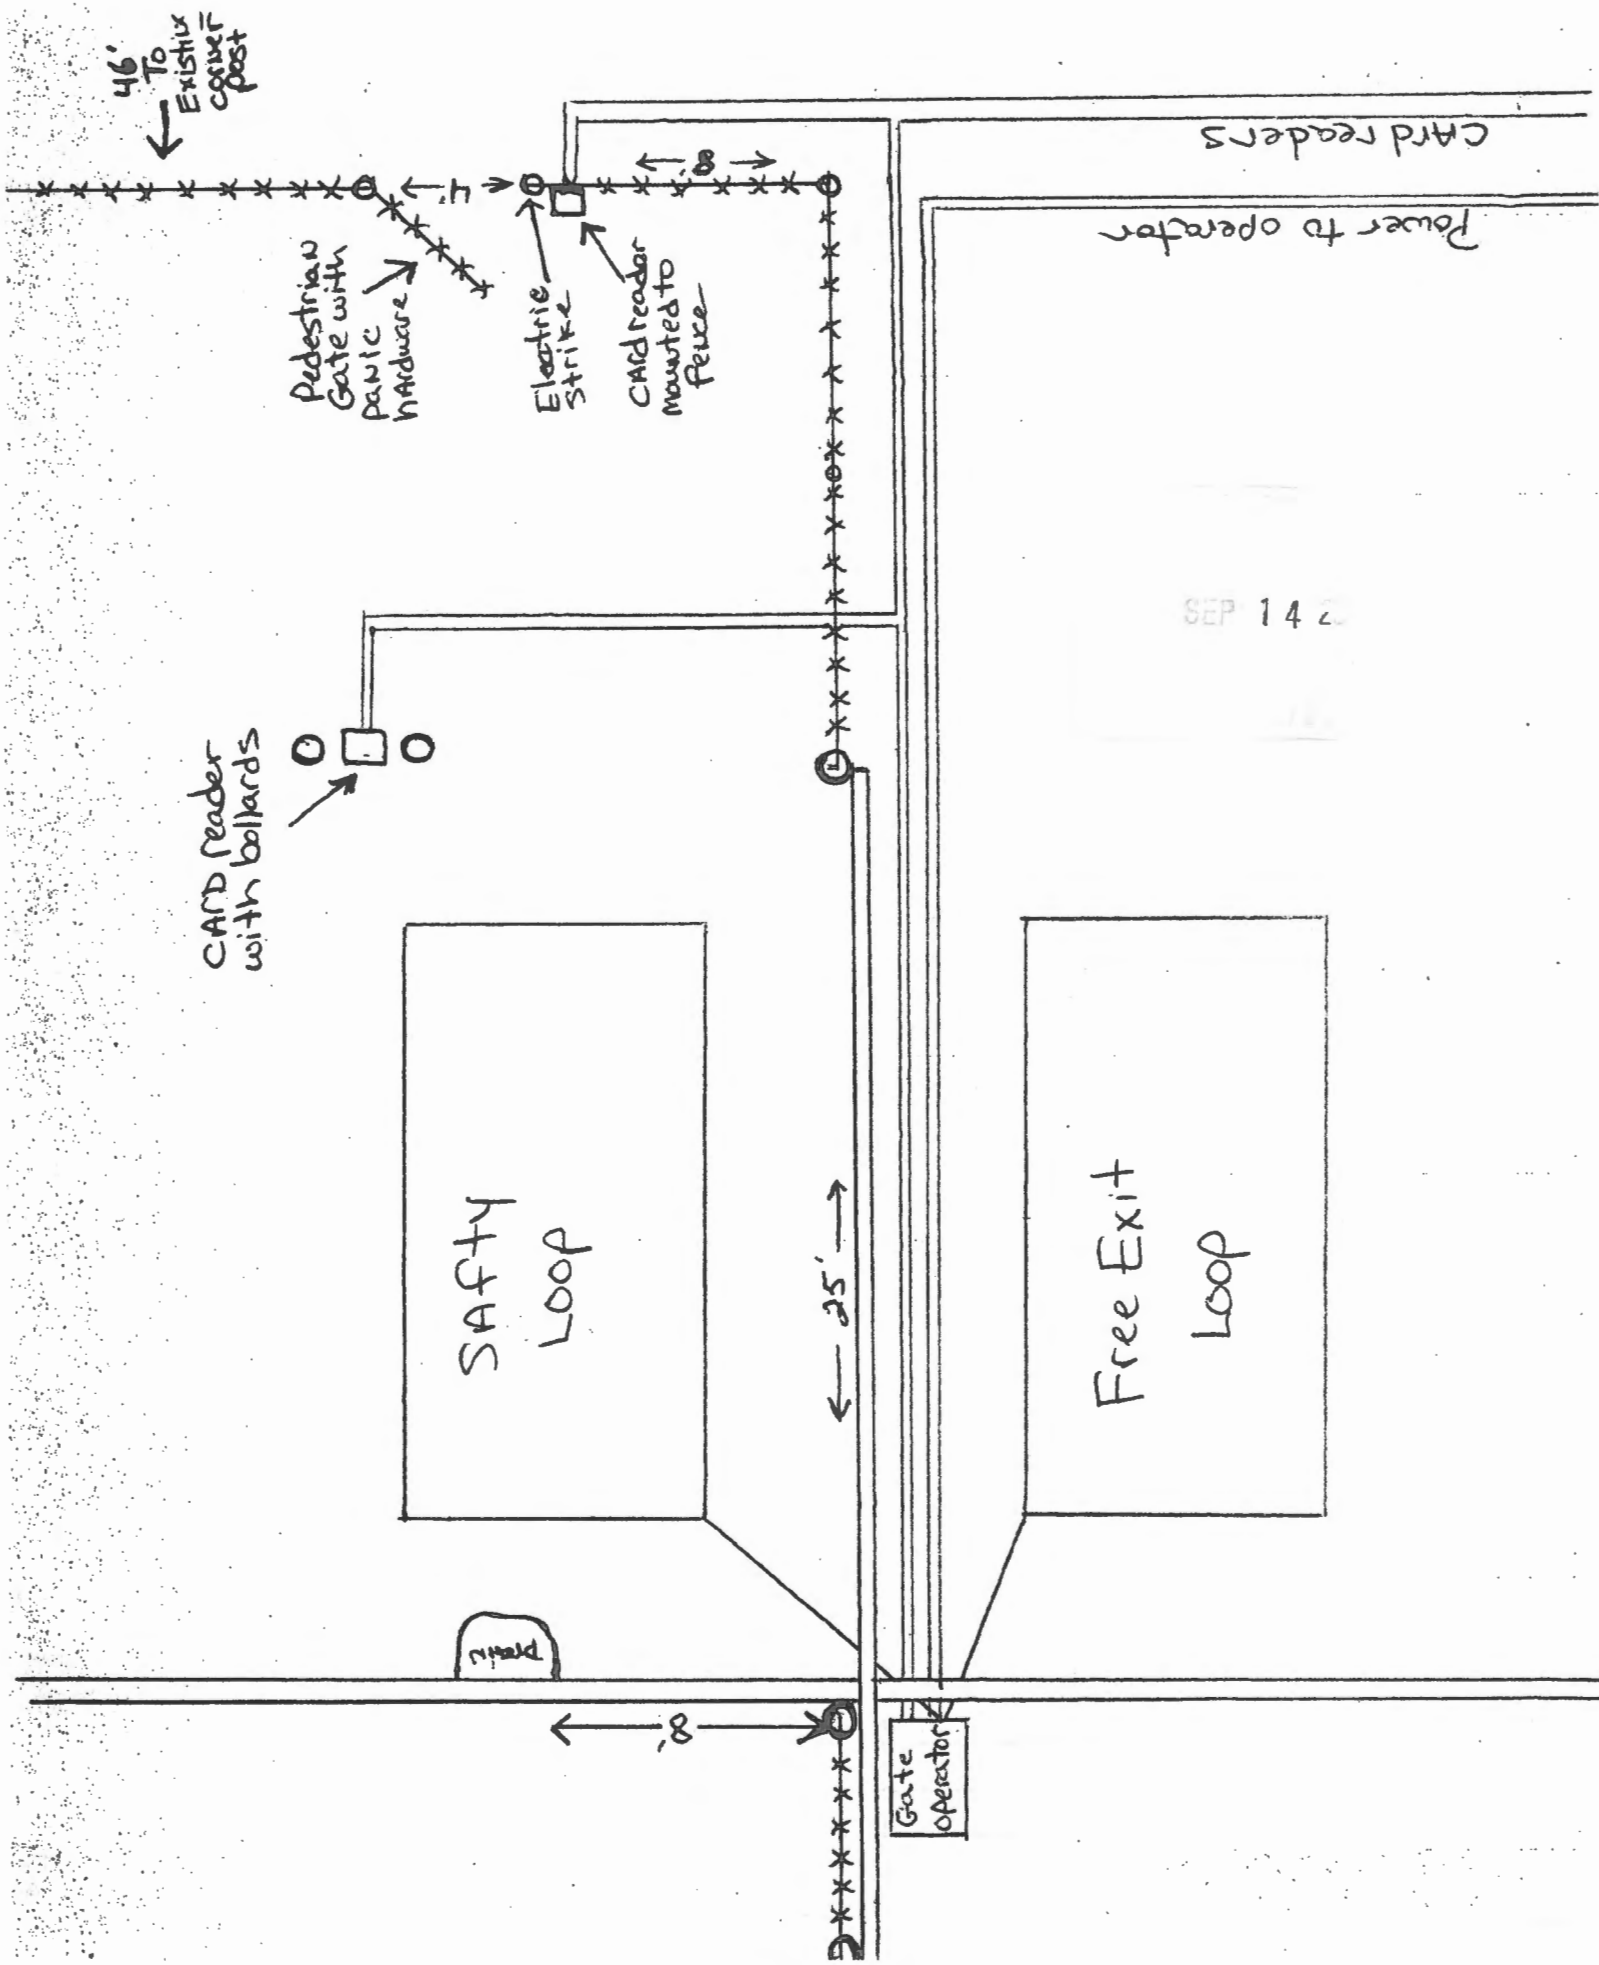 46'
To
Existing
corner
post
4'
8'
Pedestrian
Gate with
panic
hardware
Electric
strike
CArd reader
mounted to
fence
CArd readers
Power to operator
SEP 14 2
CArD reader
with bollards
SAfty
Loop
25'
Free Exit
Loop
8'
Gate
operator